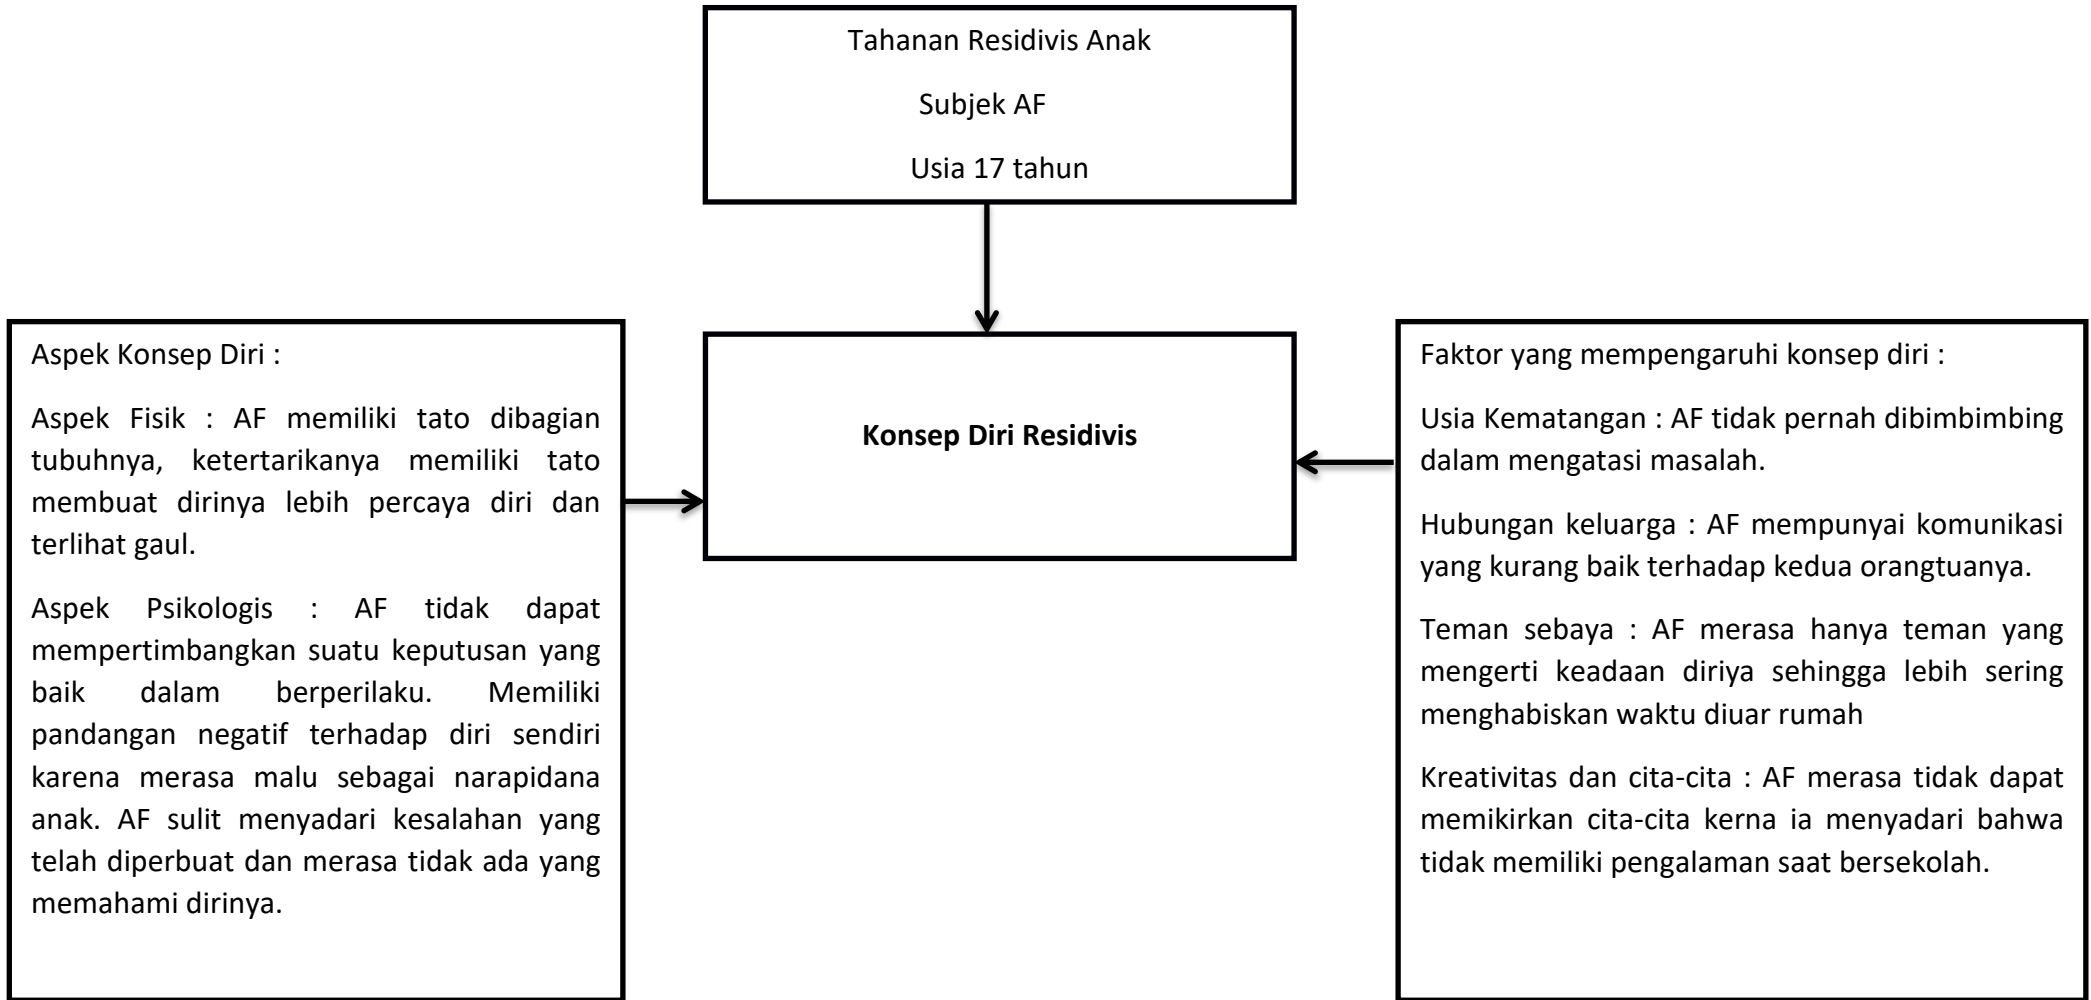 Tahanan Residivis Anak
Subjek AF
Usia 17 tahun
Aspek Konsep Diri :
Aspek Fisik : AF memiliki tato dibagian
tubuhnya, ketertarikanya memiliki tato
membuat dirinya lebih percaya diri dan
terlihat gaul.
Aspek Psikologis : AF tidak dapat
mempertimbangkan suatu keputusan yang
baik dalam berperilaku. Memiliki
pandangan negatif terhadap diri sendiri
karena merasa malu sebagai narapidana
anak. AF sulit menyadari kesalahan yang
telah diperbuat dan merasa tidak ada yang
memahami dirinya.
Konsep Diri Residivis
Faktor yang mempengaruhi konsep diri :
Usia Kematangan : AF tidak pernah dibimbimbing
dalam mengatasi masalah.
Hubungan keluarga : AF mempunyai komunikasi
yang kurang baik terhadap kedua orangtuanya.
Teman sebaya : AF merasa hanya teman yang
mengerti keadaan diriya sehingga lebih sering
menghabiskan waktu diuar rumah
Kreativitas dan cita-cita : AF merasa tidak dapat
memikirkan cita-cita kerna ia menyadari bahwa
tidak memiliki pengalaman saat bersekolah.